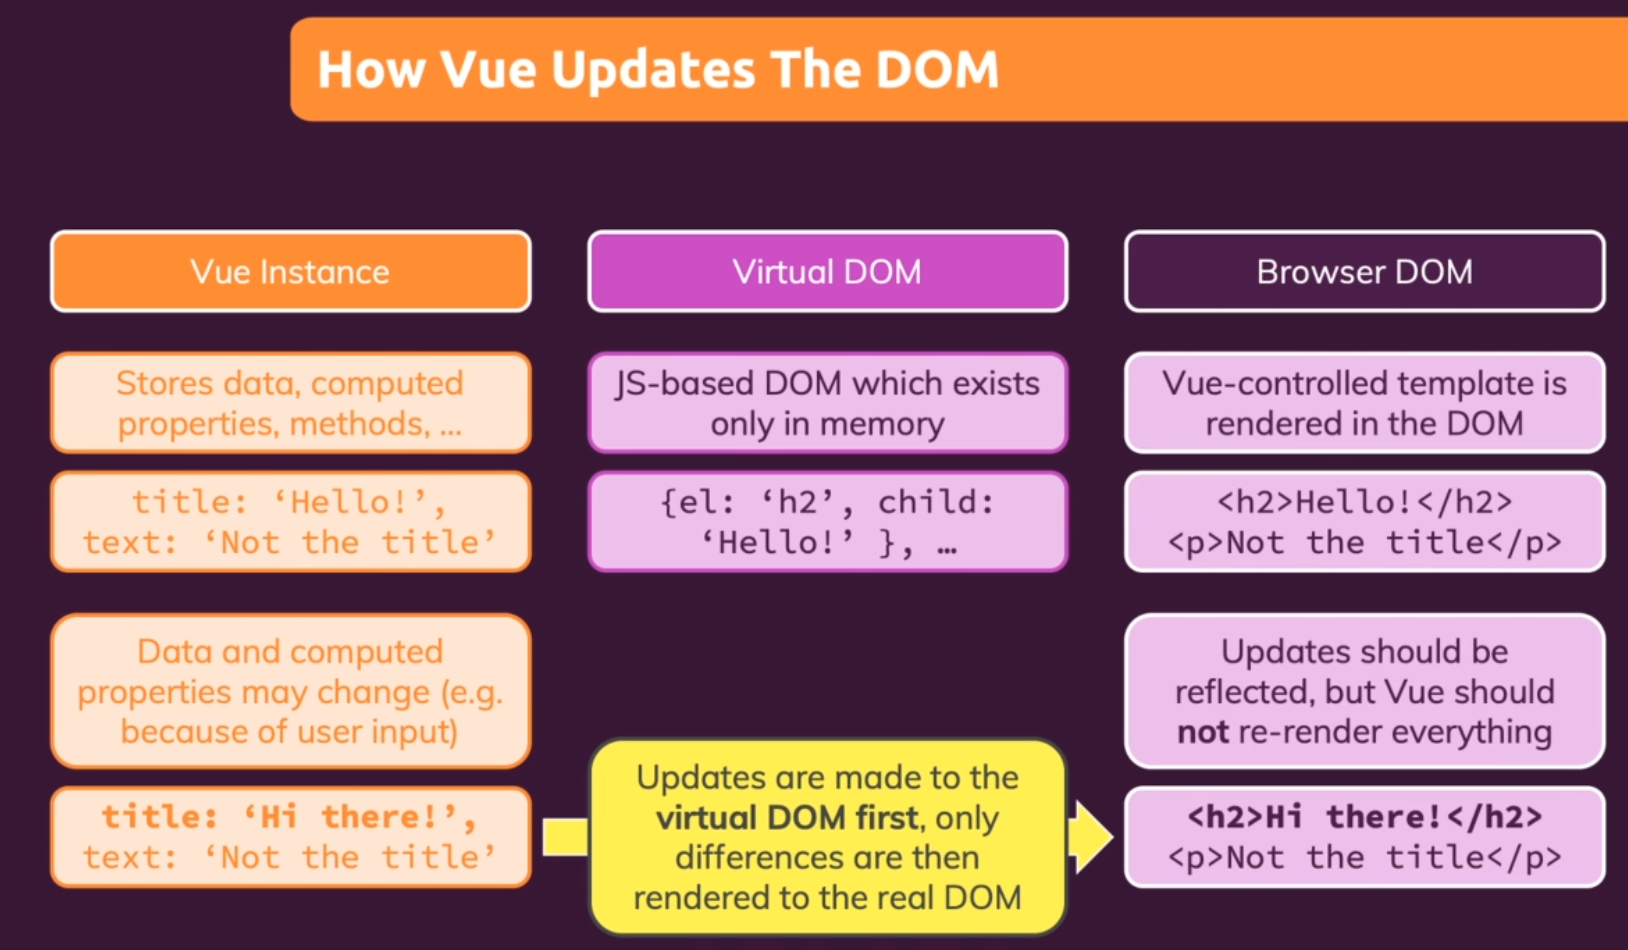 How Vue Updates The DOM
Vue Instance
Stores data, computed
properties, methods, ...
title: ‘Hello!’,
text: ‘Not the title’
Data and computed
properties may change (e.g.
because of user input)
title: ‘Hi there!’,
text: ‘Not the title’
Virtual DOM
JS-based DOM which exists
only in memory
{el: ‘h2’, child:
‘Hello!’ }, …
Updates are made to the
virtual DOM first, only
differences are then
rendered to the real DOM
Browser DOM
Vue-controlled template is
rendered in the DOM
<h2>Hello!</h2>
<p>Not the title</p>
Updates should be
reflected, but Vue should
not re-render everything
<h2>Hi there!</h2>
<p>Not the title</p>